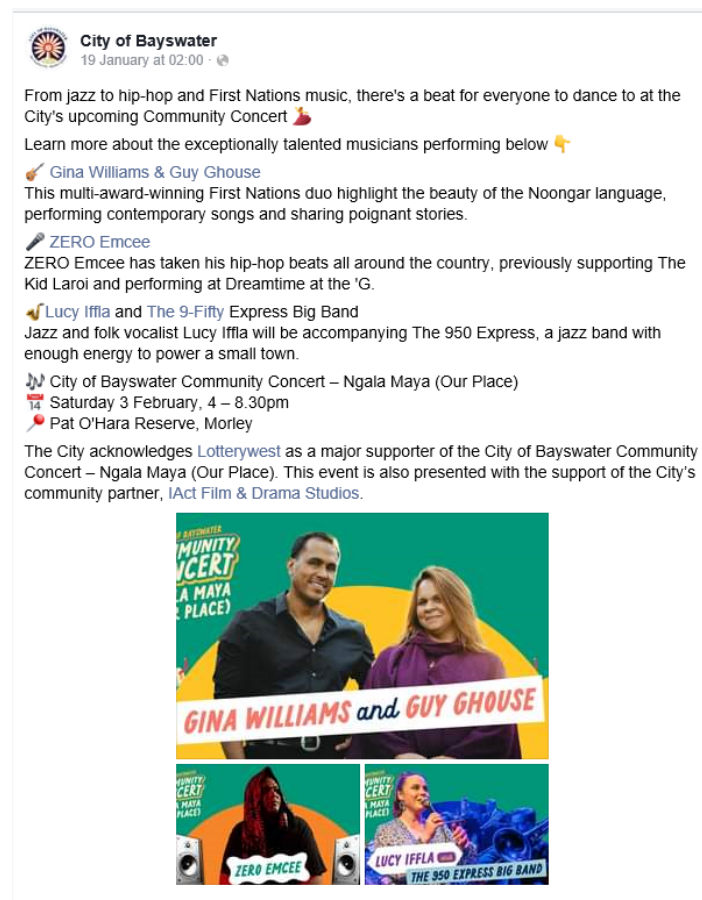 City of Bayswater
19 January at 02:00 ·
From jazz to hip-hop and First Nations music, there's a beat for everyone to dance to at the
City's upcoming Community Concert 💃
Learn more about the exceptionally talented musicians performing below 👇
🎻 Gina Williams & Guy Ghouse
This multi-award-winning First Nations duo highlight the beauty of the Noongar language,
performing contemporary songs and sharing poignant stories.
🎤 ZERO Emcee
ZERO Emcee has taken his hip-hop beats all around the country, previously supporting The
Kid Laroi and performing at Dreamtime at the 'G.
🎷Lucy Iffla and The 9-Fifty Express Big Band
Jazz and folk vocalist Lucy Iffla will be accompanying The 950 Express, a jazz band with
enough energy to power a small town.
🎶 City of Bayswater Community Concert – Ngala Maya (Our Place)
📅 Saturday 3 February, 4 – 8.30pm
📍 Pat O'Hara Reserve, Morley
The City acknowledges Lotterywest as a major supporter of the City of Bayswater Community
Concert – Ngala Maya (Our Place). This event is also presented with the support of the City's
community partner, IAct Film & Drama Studios.
BAYSWATER
MUNITY
CERT
A MAYA
PLACE)
GINA WILLIAMS and GUY GHOUSE
MUNITY
CERT
MAYA
PLACE)
ZERO EMCEE
MUNITY
CERT
MAYA
PLACE)
LUCY IFFLA
THE 950 EXPRESS BIG BAND